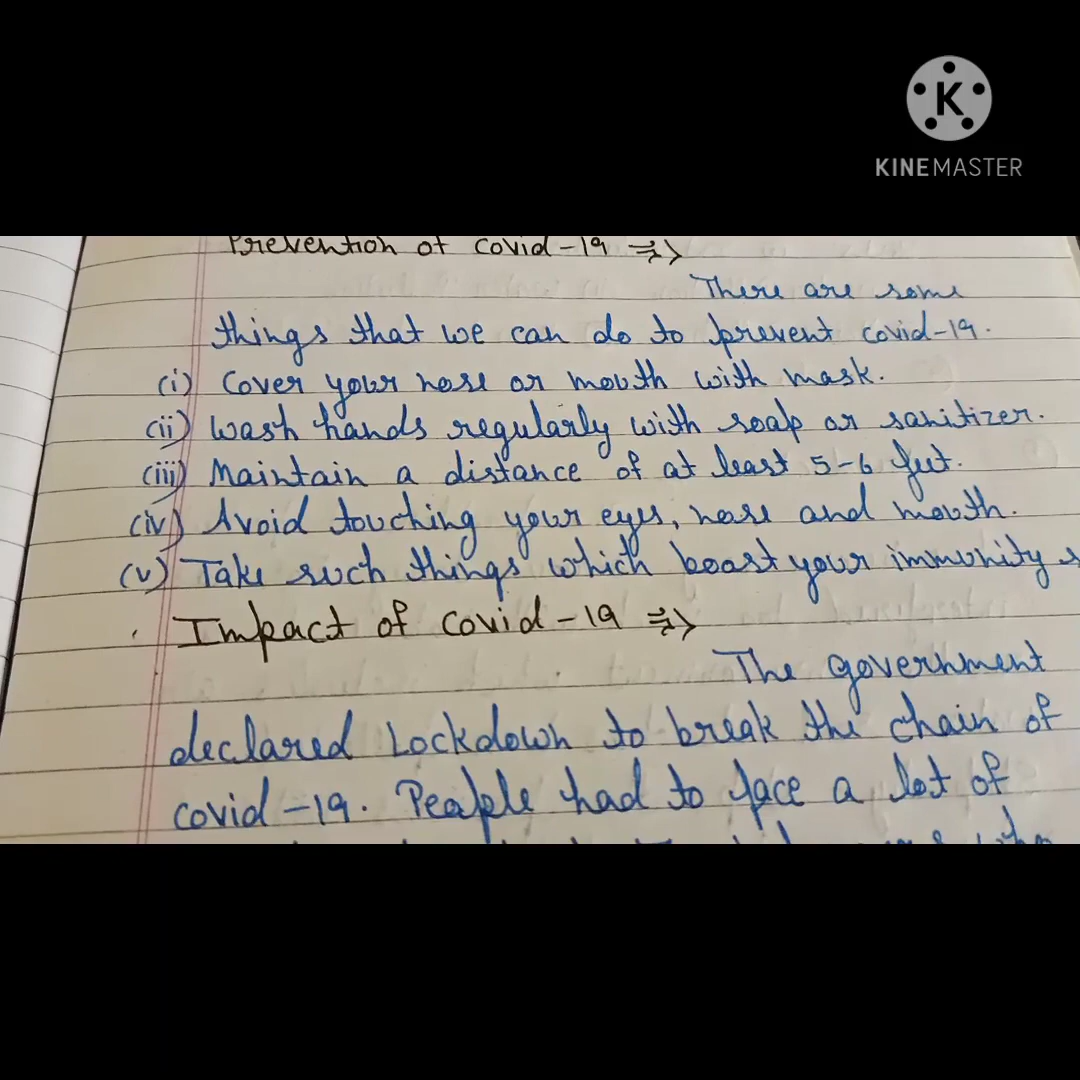 KINEMASTER
Prevention of covid-19 ⇒
There are some
things that we can do to prevent covid-19.
(i) Cover your nose or mouth with mask.
(ii) Wash hands regularly with soap or sanitizer.
(iii) Maintain a distance of at least 5-6 feet.
(iv) Avoid touching your eyes, nose and mouth.
(v) Take such things which boost your immunity
Impact of Covid-19 ⇒
The government
declared Lockdown to break the chain of
covid-19. People had to face a lot of